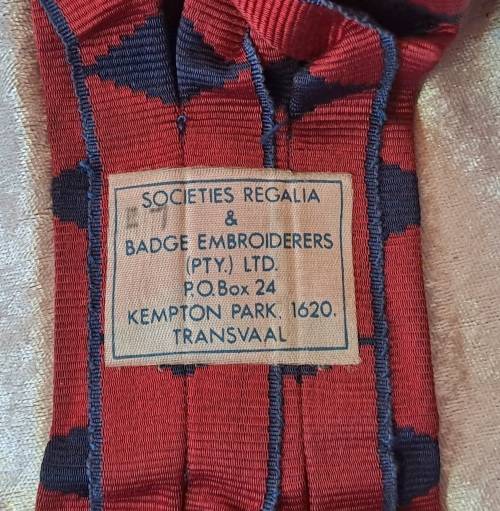 SOCIETIES REGALIA
&
BADGE EMBROIDERERS
(PTY.) LTD.
P.O.Box 24
KEMPTON PARK. 1620.
TRANSVAAL